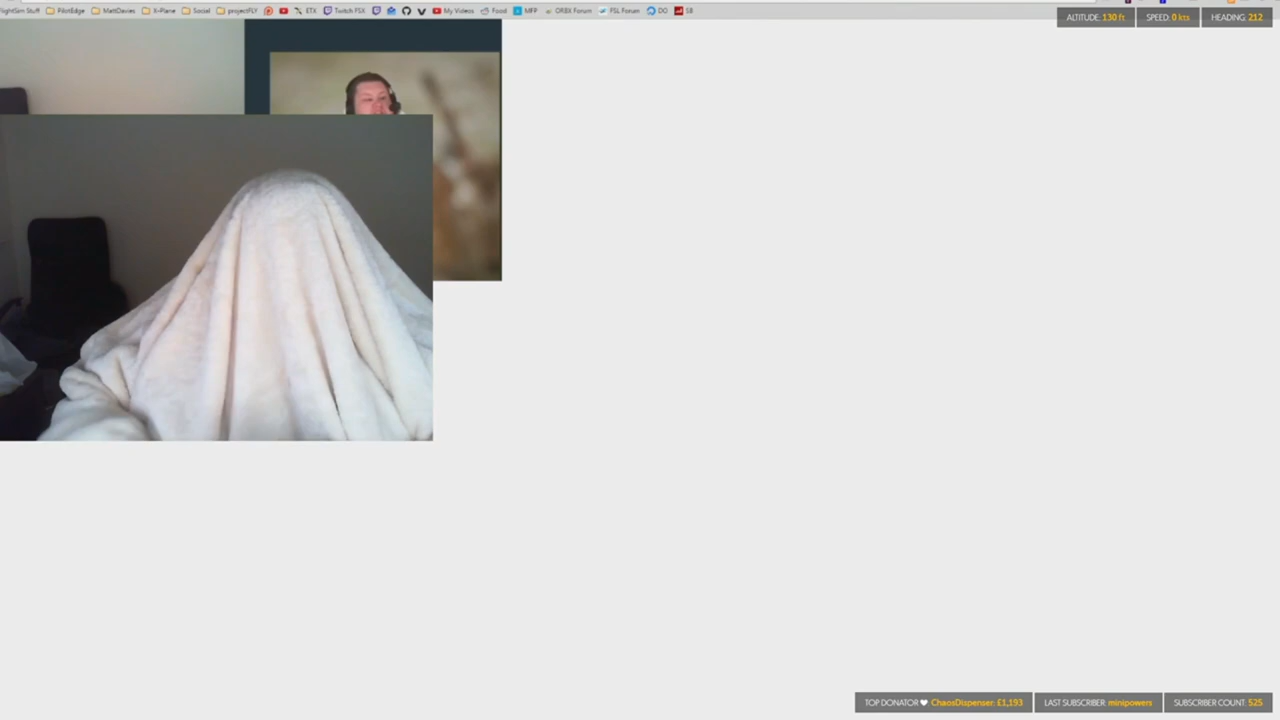 FlightSim Stuff PilotEdge MattDavies X-Plane Social projectFLY ETX Twitch FSX My Videos Food MFP ORBX Forum FSL Forum DO SB
ALTITUDE: 130 ft SPEED: 0 kts HEADING: 212
TOP DONATOR ♥ ChaosDispenser: £1,193 LAST SUBSCRIBER: minipowers SUBSCRIBER COUNT: 525